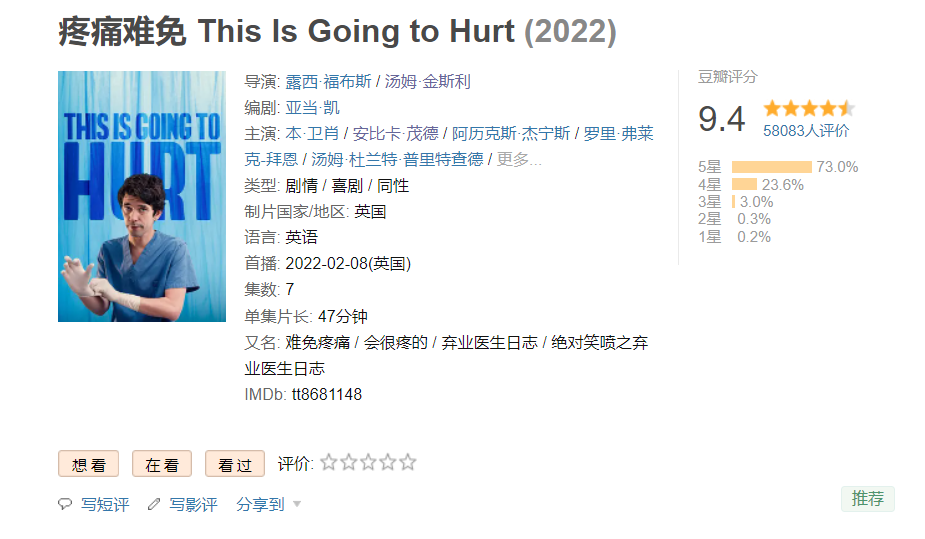 疼痛难免 This Is Going to Hurt (2022)
THIS IS GOING TO
HURT
导演: 露西·福布斯 / 汤姆·金斯利
编剧: 亚当·凯
主演: 本·卫肖 / 安比卡·茂德 / 阿历克斯·杰宁斯 / 罗里·弗莱
克-拜恩 / 汤姆·杜兰特·普里特查德 / 更多...
类型: 剧情 / 喜剧 / 同性
制片国家/地区: 英国
语言: 英语
首播: 2022-02-08(英国)
集数: 7
单集片长: 47分钟
又名: 难免疼痛 / 会很疼的 / 弃业医生日志 / 绝对笑喷之弃
业医生日志
IMDb: tt8681148
豆瓣评分
9.4
58083人评价
5星 73.0%
4星 23.6%
3星 3.0%
2星 0.3%
1星 0.2%
想看 在看 看过 评价:
写短评 写影评 分享到
推荐